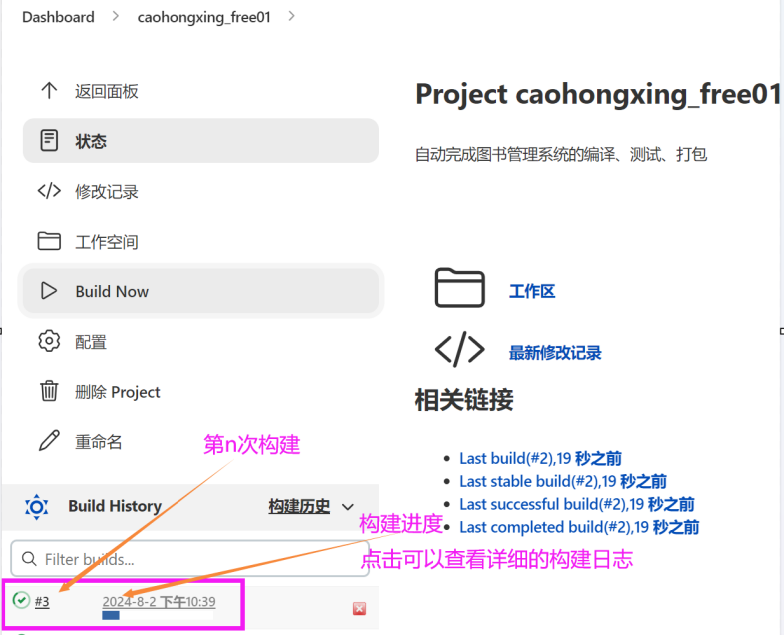 Dashboard > caohongxing_free01 >
返回面板
状态
修改记录
工作空间
Build Now
配置
删除 Project
重命名
Project caohongxing_free01
自动完成图书管理系统的编译、测试、打包
工作区
最新修改记录
相关链接
Last build(#2),19 秒之前
Last stable build(#2),19 秒之前
Last successful build(#2),19 秒之前
Last completed build(#2),19 秒之前
第n次构建
Build History 构建历史
构建进度
点击可以查看详细的构建日志
Filter builds...
#3 2024-8-2 下午10:39